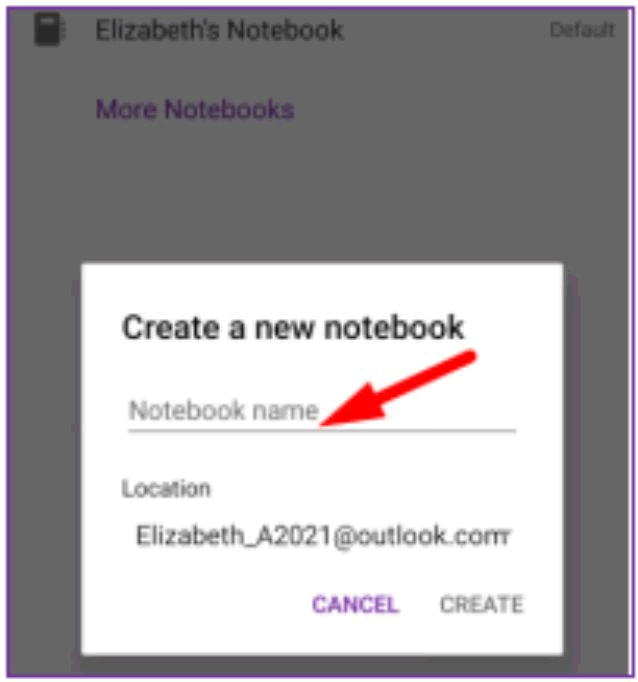 Elizabeth's Notebook Default
More Notebooks
Create a new notebook
Notebook name
Location
Elizabeth_A2021@outlook.com
CANCEL CREATE